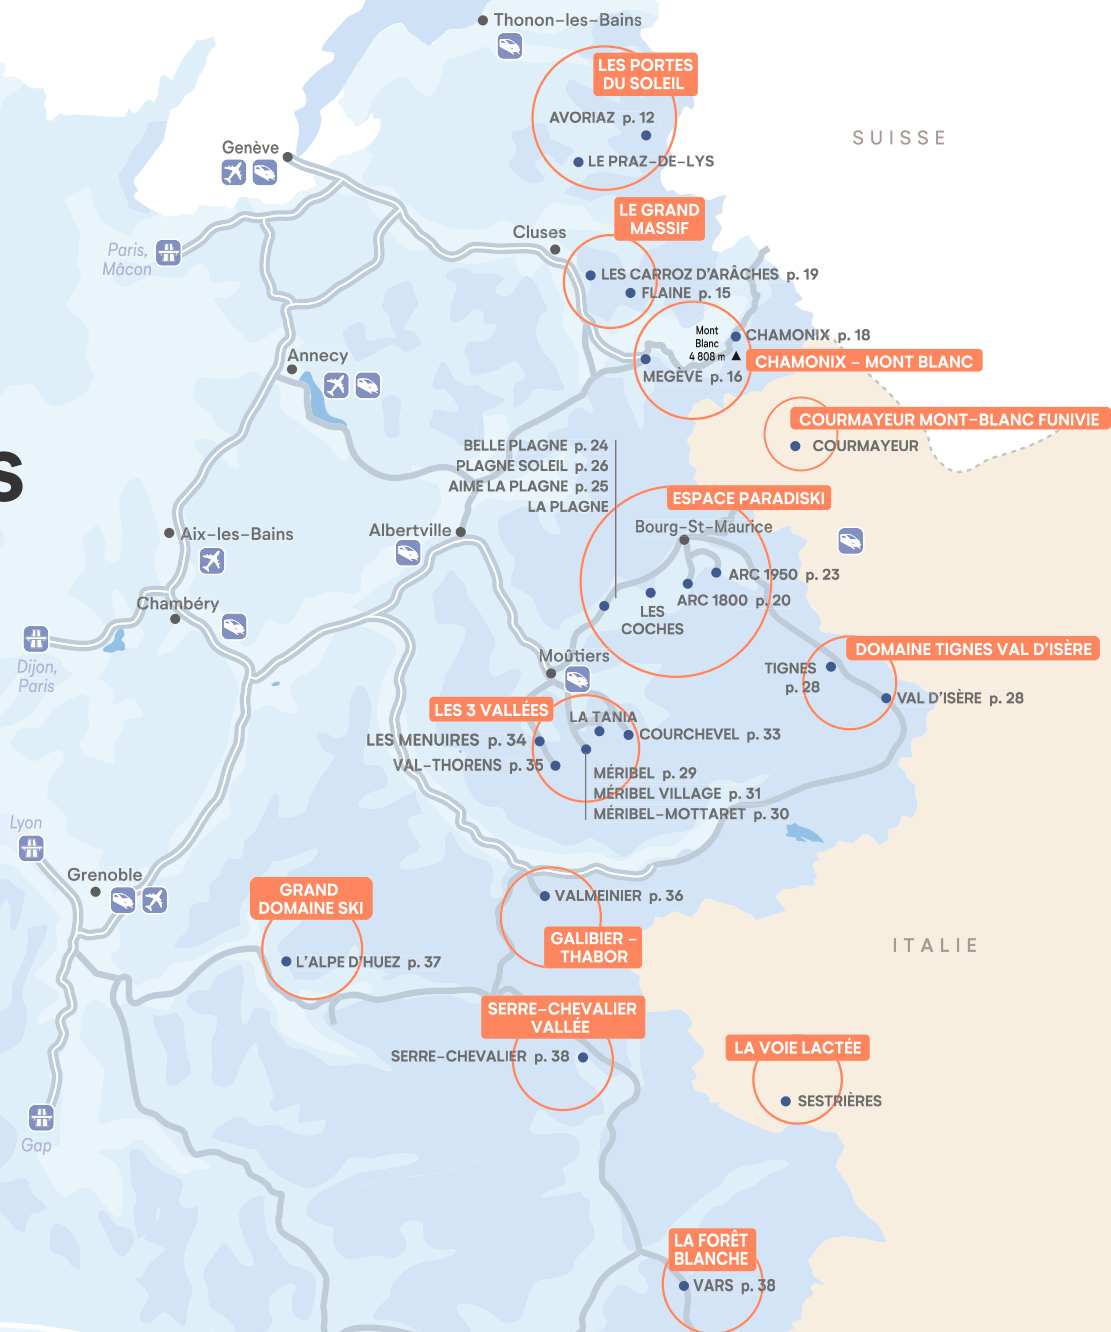 Thonon-les-Bains
LES PORTES
DU SOLEIL
AVORIAZ p. 12
LE PRAZ-DE-LYS
SUISSE
Genève
Paris,
Mâcon
LE GRAND
MASSIF
Cluses
LES CARROZ D'ARÂCHES p. 19
FLAINE p. 15
Mont
Blanc
4 808 m
CHAMONIX p. 18
CHAMONIX - MONT BLANC
MEGÈVE p. 16
Annecy
COURMAYEUR MONT-BLANC FUNIVIE
COURMAYEUR
BELLE PLAGNE p. 24
PLAGNE SOLEIL p. 26
AIME LA PLAGNE p. 25
LA PLAGNE
S
ESPACE PARADISKI
Bourg-St-Maurice
Aix-les-Bains
Albertville
ARC 1950 p. 23
ARC 1800 p. 20
LES
COCHES
Chambéry
Dijon,
Paris
Moûtiers
DOMAINE TIGNES VAL D'ISÈRE
TIGNES
p. 28
VAL D'ISÈRE p. 28
LES 3 VALLÉES
LA TANIA
COURCHEVEL p. 33
LES MENUIRES p. 34
VAL-THORENS p. 35
MÉRIBEL p. 29
MÉRIBEL VILLAGE p. 31
MÉRIBEL-MOTTARET p. 30
Lyon
Grenoble
GRAND
DOMAINE SKI
VALMEINIER p. 36
GALIBIER -
THABOR
ITALIE
L'ALPE D'HUEZ p. 37
SERRE-CHEVALIER
VALLÉE
SERRE-CHEVALIER p. 38
LA VOIE LACTÉE
SESTRIÈRES
Gap
LA FORÊT
BLANCHE
VARS p. 38